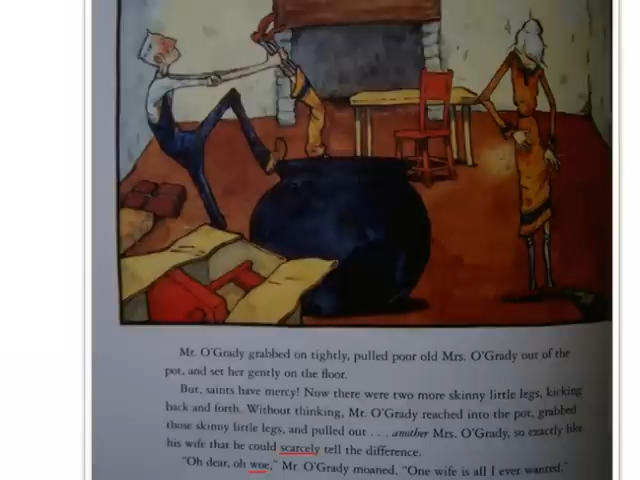 Mr. O'Grady grabbed on tightly, pulled poor old Mrs. O'Grady out of the
pot, and set her gently on the floor.
But, saints have mercy! Now there were two more skinny little legs, kicking
back and forth. Without thinking, Mr. O'Grady reached into the pot, grabbed
those skinny little legs, and pulled out . . . another Mrs. O'Grady, so exactly like
his wife that he could scarcely tell the difference.
"Oh dear, oh woe," Mr. O'Grady moaned. "One wife is all I ever wanted."